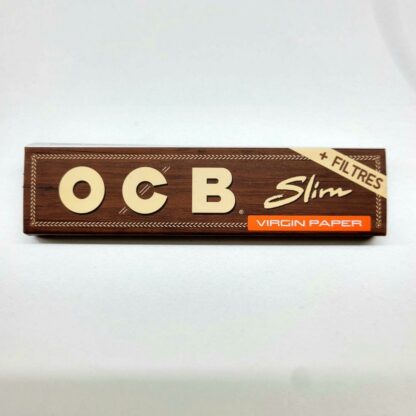 + FILTRES
OCB® Slim
VIRGIN PAPER